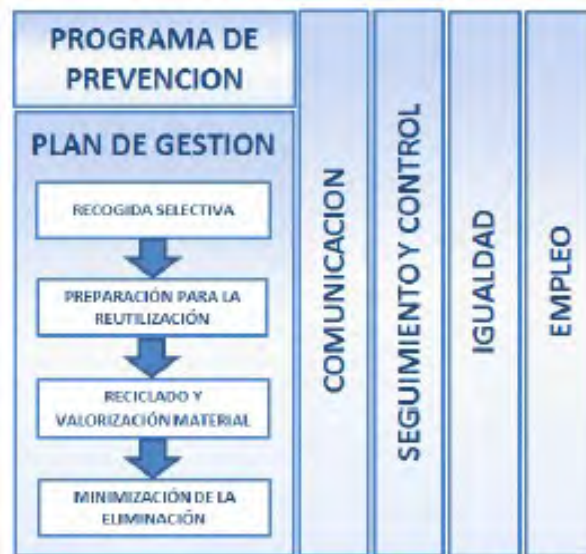 PROGRAMA DE
PREVENCION
PLAN DE GESTION
RECOGIDA SELECTIVA
PREPARACIÓN PARA LA
REUTILIZACIÓN
RECICLADO Y
VALORIZACIÓN MATERIAL
MINIMIZACIÓN DE LA
ELIMINACIÓN
COMUNICACION
SEGUIMIENTO Y CONTROL
IGUALDAD
EMPLEO